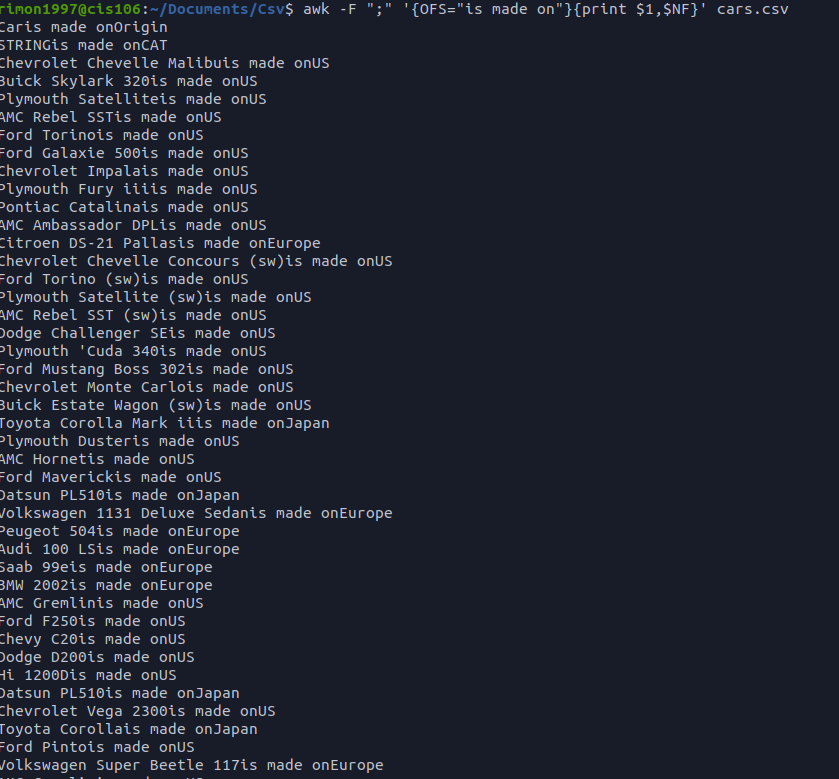 rimon1997@cis106:~/Documents/Csv$ awk -F ";" '{OFS="is made on"}{print $1,$NF}' cars.csv
Caris made onOrigin
STRINGis made onCAT
Chevrolet Chevelle Malibuis made onUS
Buick Skylark 320is made onUS
Plymouth Satelliteis made onUS
AMC Rebel SSTis made onUS
Ford Torinois made onUS
Ford Galaxie 500is made onUS
Chevrolet Impalais made onUS
Plymouth Fury iiiis made onUS
Pontiac Catalinais made onUS
AMC Ambassador DPLis made onUS
Citroen DS-21 Pallasis made onEurope
Chevrolet Chevelle Concours (sw)is made onUS
Ford Torino (sw)is made onUS
Plymouth Satellite (sw)is made onUS
AMC Rebel SST (sw)is made onUS
Dodge Challenger SEis made onUS
Plymouth 'Cuda 340is made onUS
Ford Mustang Boss 302is made onUS
Chevrolet Monte Carlois made onUS
Buick Estate Wagon (sw)is made onUS
Toyota Corolla Mark iiis made onJapan
Plymouth Dusteris made onUS
AMC Hornetis made onUS
Ford Maverickis made onUS
Datsun PL510is made onJapan
Volkswagen 1131 Deluxe Sedanis made onEurope
Peugeot 504is made onEurope
Audi 100 LSis made onEurope
Saab 99eis made onEurope
BMW 2002is made onEurope
AMC Gremlinis made onUS
Ford F250is made onUS
Chevy C20is made onUS
Dodge D200is made onUS
Hi 1200Dis made onUS
Datsun PL510is made onJapan
Chevrolet Vega 2300is made onUS
Toyota Corollais made onJapan
Ford Pintois made onUS
Volkswagen Super Beetle 117is made onEurope